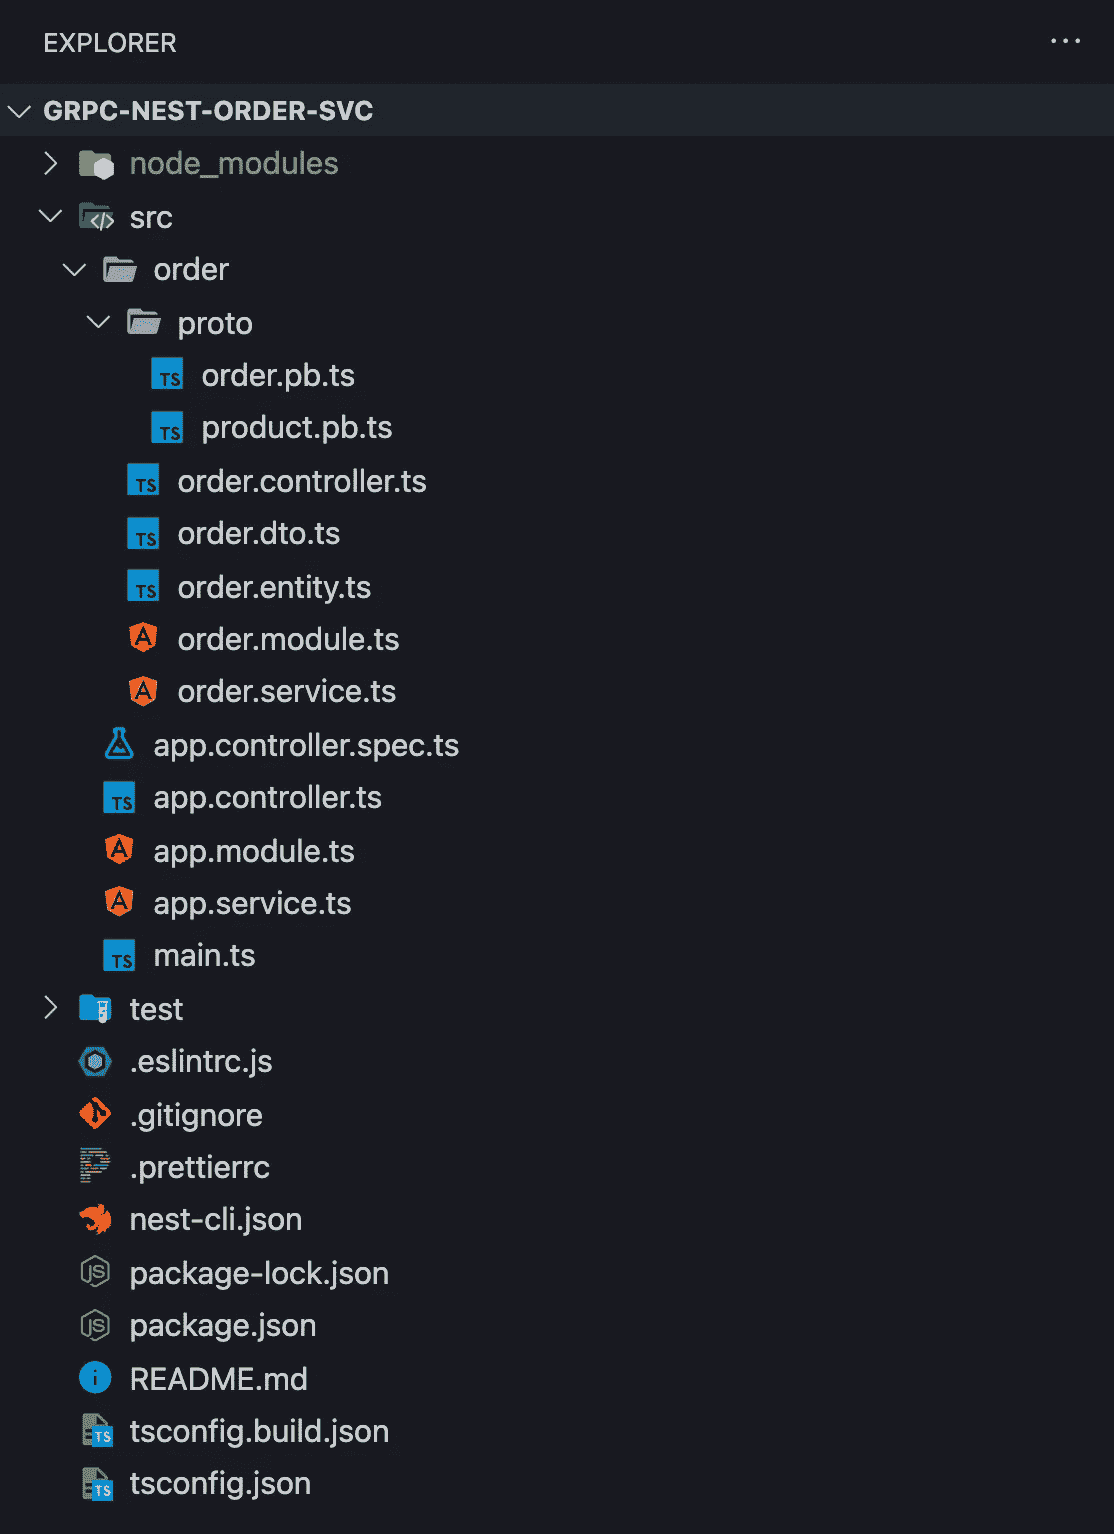 EXPLORER
GRPC-NEST-ORDER-SVC
node_modules
src
order
proto
order.pb.ts
product.pb.ts
order.controller.ts
order.dto.ts
order.entity.ts
order.module.ts
order.service.ts
app.controller.spec.ts
app.controller.ts
app.module.ts
app.service.ts
main.ts
test
.eslintrc.js
.gitignore
.prettierrc
nest-cli.json
package-lock.json
package.json
README.md
tsconfig.build.json
tsconfig.json